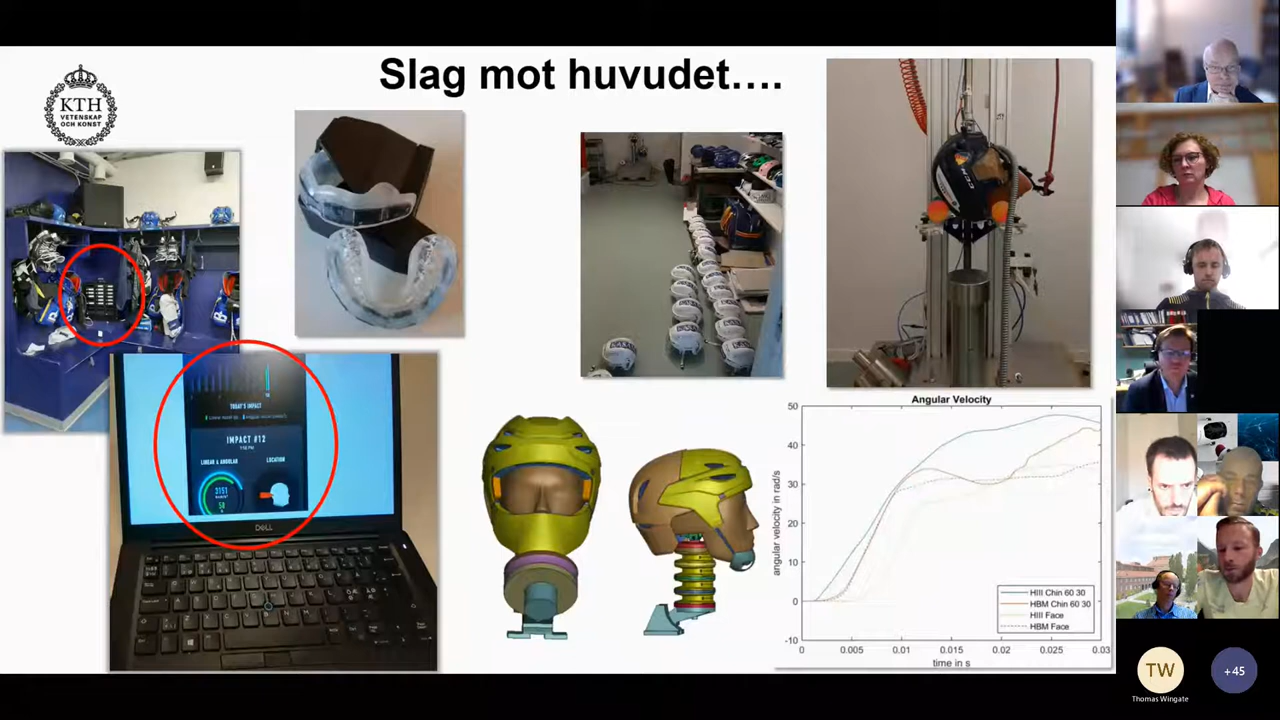 Slag mot huvudet....
KTH
VETENSKAP
OCH KONST
TODAY'S IMPACT
IMPACT #12
LINEAR & ANGULAR
LOCATION
3151
50
DELL
CCM
Angular Velocity
angular velocity in rad/s
50
40
30
20
10
0
-10
0
0.005
0.01
0.015
0.02
0.025
0.03
time in s
HIII Chin 60 30
HBM Chin 60 30
HIII Face
HBM Face
TW
Thomas Wingate
+45